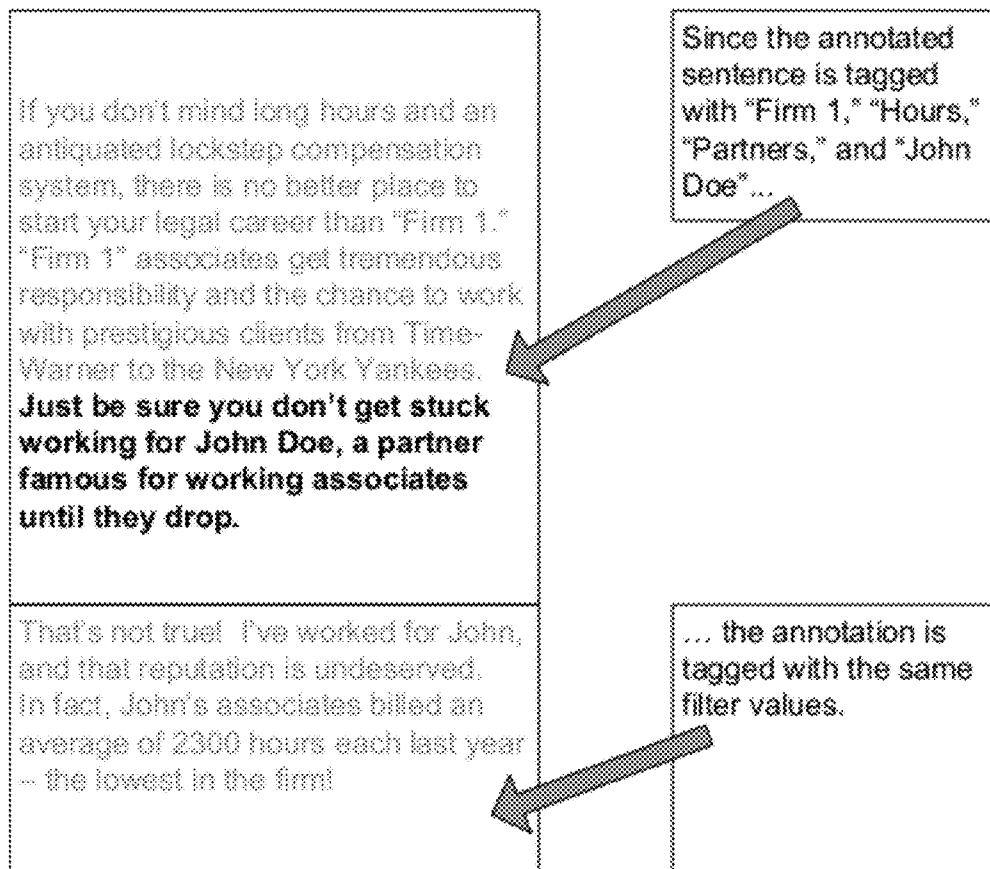 If you don't mind long hours and an
antiquated lockstep compensation
system, there is no better place to
start your legal career than “Firm 1.”
“Firm 1” associates get tremendous
responsibility and the chance to work
with prestigious clients from Time-
Warner to the New York Yankees.
Just be sure you don't get stuck
working for John Doe, a partner
famous for working associates
until they drop.
Since the annotated
sentence is tagged
with “Firm 1,” “Hours,”
“Partners,” and “John
Doe”...
That's not true!  I've worked for John,
and that reputation is undeserved.
In fact, John's associates billed an
average of 2300 hours each last year
– the lowest in the firm!
... the annotation is
tagged with the same
filter values.